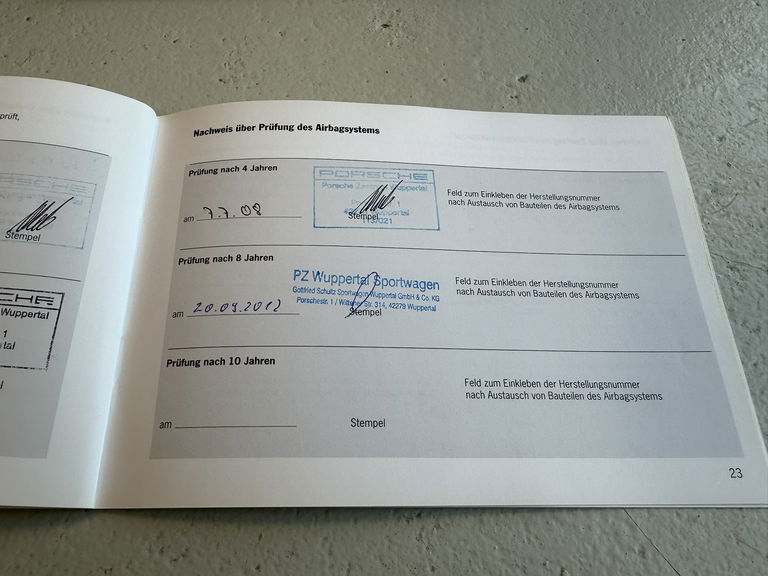 prüft,
Stempel
Wuppertal
1
tal
Nachweis über Prüfung des Airbagsystems
Prüfung nach 4 Jahren
am 7.7.08
PORSCHE
Porsche Wuppertal
1
Wuppertal
Stempel
Feld zum Einkleben der Herstellungsnummer
nach Austausch von Bauteilen des Airbagsystems
Prüfung nach 8 Jahren
am 20.09.2012
PZ Wuppertal Sportwagen
Gottfried Schultz Sportwagen Wuppertal GmbH & Co. KG
Porschestr. 1 / Wittener Str. 314, 42279 Wuppertal
Stempel
Feld zum Einkleben der Herstellungsnummer
nach Austausch von Bauteilen des Airbagsystems
Prüfung nach 10 Jahren
am
Stempel
Feld zum Einkleben der Herstellungsnummer
nach Austausch von Bauteilen des Airbagsystems
23